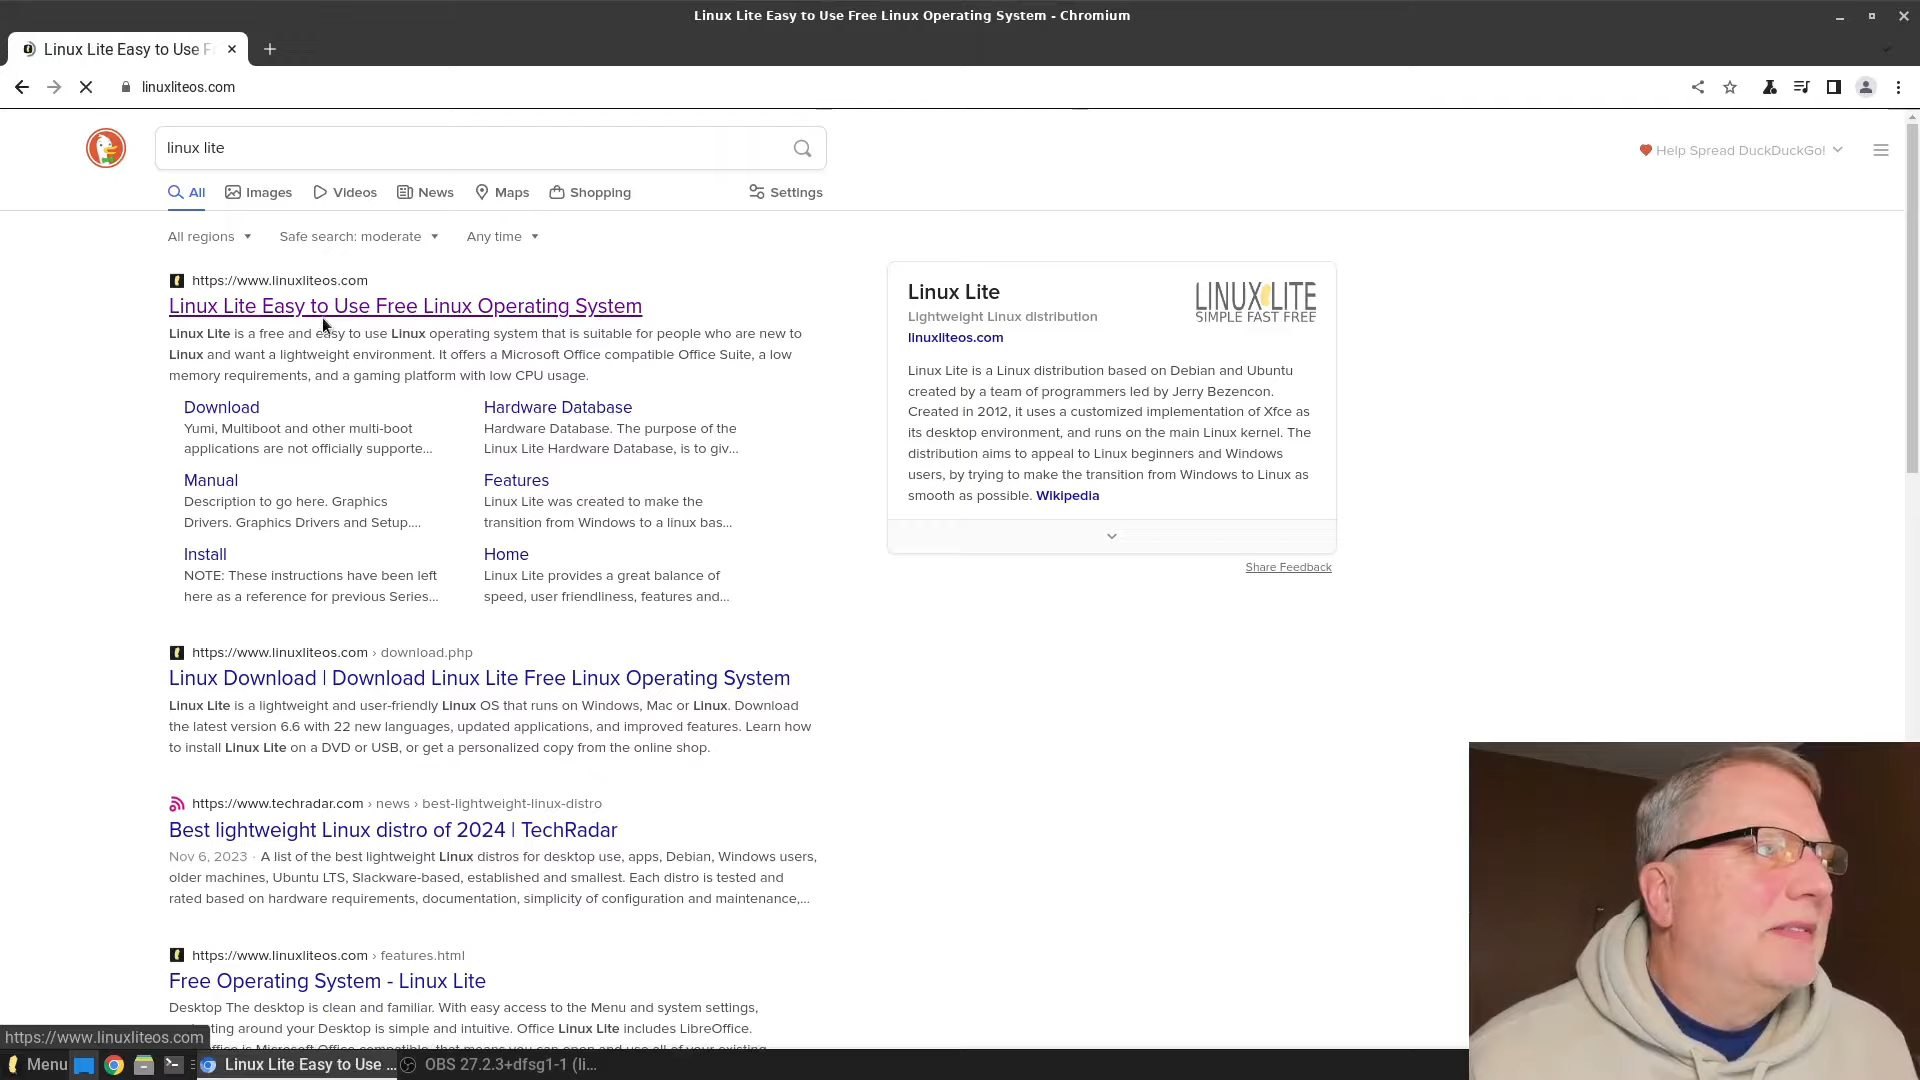 Linux Lite Easy to Use Free Linux Operating System - Chromium
Linux Lite Easy to Use F
linuxliteos.com
linux lite
Help Spread DuckDuckGo!
All Images Videos News Maps Shopping Settings
All regions Safe search: moderate Any time
https://www.linuxliteos.com
Linux Lite Easy to Use Free Linux Operating System
Linux Lite is a free and easy to use Linux operating system that is suitable for people who are new to
Linux and want a lightweight environment. It offers a Microsoft Office compatible Office Suite, a low
memory requirements, and a gaming platform with low CPU usage.
Download
Yumi, Multiboot and other multi-boot
applications are not officially supporte...
Hardware Database
Hardware Database. The purpose of the
Linux Lite Hardware Database, is to giv...
Manual
Description to go here. Graphics
Drivers. Graphics Drivers and Setup....
Features
Linux Lite was created to make the
transition from Windows to a linux bas...
Install
NOTE: These instructions have been left
here as a reference for previous Series...
Home
Linux Lite provides a great balance of
speed, user friendliness, features and...
Linux Lite
Lightweight Linux distribution
linuxliteos.com
LINUX LITE
SIMPLE FAST FREE
Linux Lite is a Linux distribution based on Debian and Ubuntu
created by a team of programmers led by Jerry Bezencon.
Created in 2012, it uses a customized implementation of Xfce as
its desktop environment, and runs on the main Linux kernel. The
distribution aims to appeal to Linux beginners and Windows
users, by trying to make the transition from Windows to Linux as
smooth as possible. Wikipedia
Share Feedback
https://www.linuxliteos.com › download.php
Linux Download | Download Linux Lite Free Linux Operating System
Linux Lite is a lightweight and user-friendly Linux OS that runs on Windows, Mac or Linux. Download
the latest version 6.6 with 22 new languages, updated applications, and improved features. Learn how
to install Linux Lite on a DVD or USB, or get a personalized copy from the online shop.
https://www.techradar.com › news › best-lightweight-linux-distro
Best lightweight Linux distro of 2024 | TechRadar
Nov 6, 2023 · A list of the best lightweight Linux distros for desktop use, apps, Debian, Windows users,
older machines, Ubuntu LTS, Slackware-based, established and smallest. Each distro is tested and
rated based on hardware requirements, documentation, simplicity of configuration and maintenance,...
https://www.linuxliteos.com › features.html
Free Operating System - Linux Lite
Desktop The desktop is clean and familiar. With easy access to the Menu and system settings,
around your Desktop is simple and intuitive. Office Linux Lite includes LibreOffice.
https://www.linuxliteos.com
Menu Linux Lite Easy to Use ... OBS 27.2.3+dfsg1-1 (li...